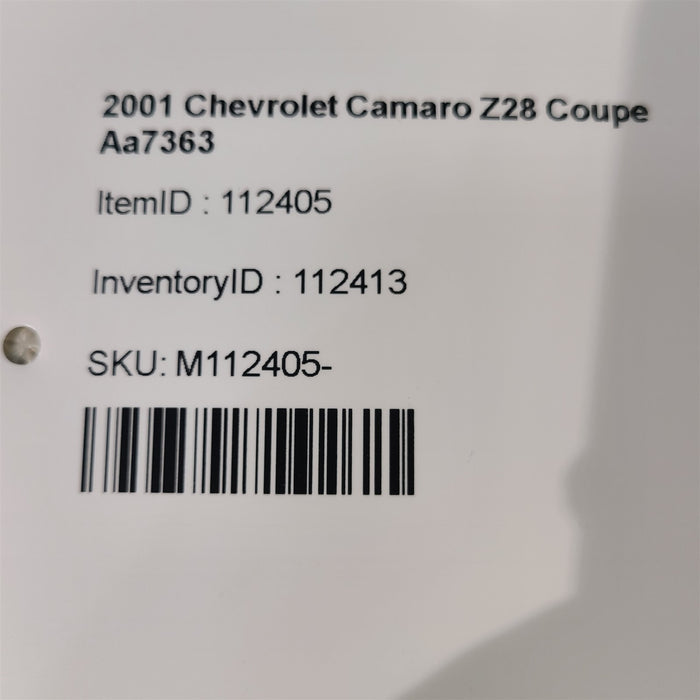 2001 Chevrolet Camaro Z28 Coupe
Aa7363
ItemID : 112405
InventoryID : 112413
SKU: M112405-